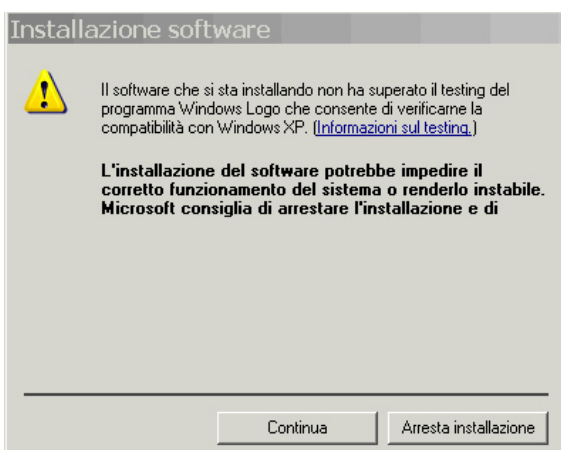 Installazione software
Il software che si sta installando non ha superato il testing del
programma Windows Logo che consente di verificarne la
compatibilità con Windows XP. (Informazioni sul testing.)
L'installazione del software potrebbe impedire il
corretto funzionamento del sistema o renderlo instabile.
Microsoft consiglia di arrestare l'installazione e di
Continua
Arresta installazione